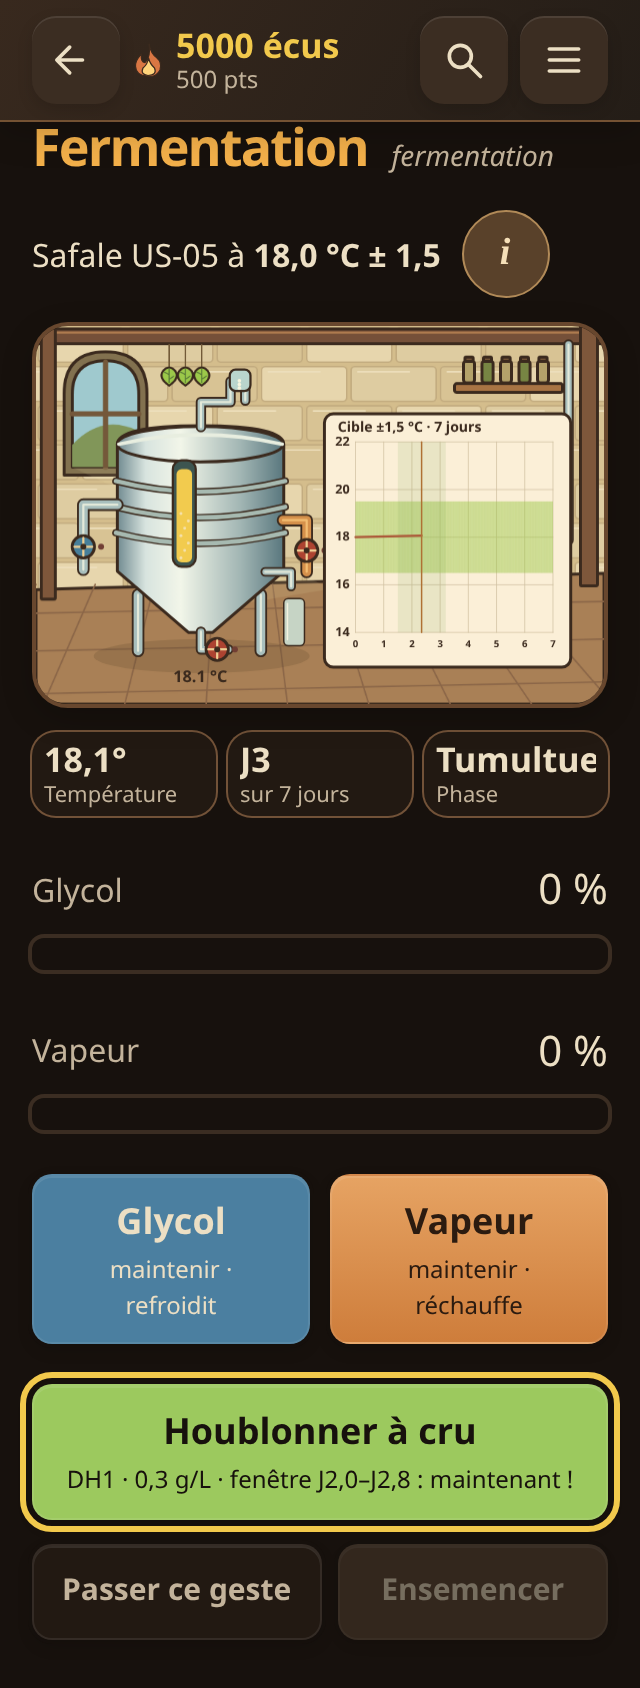 5000 écus
500 pts
Fermentation fermentation
Safale US-05 à 18,0 °C ± 1,5 i
Cible ±1,5 °C · 7 jours
22
20
18
16
14
0 1 2 3 4 5 6 7
18.1 °C
18,1° J3 Tumultue
Température sur 7 jours Phase
Glycol 0 %
Vapeur 0 %
Glycol
maintenir ·
refroidit
Vapeur
maintenir ·
réchauffe
Houblonner à cru
DH1 · 0,3 g/L · fenêtre J2,0–J2,8 : maintenant !
Passer ce geste Ensemencer